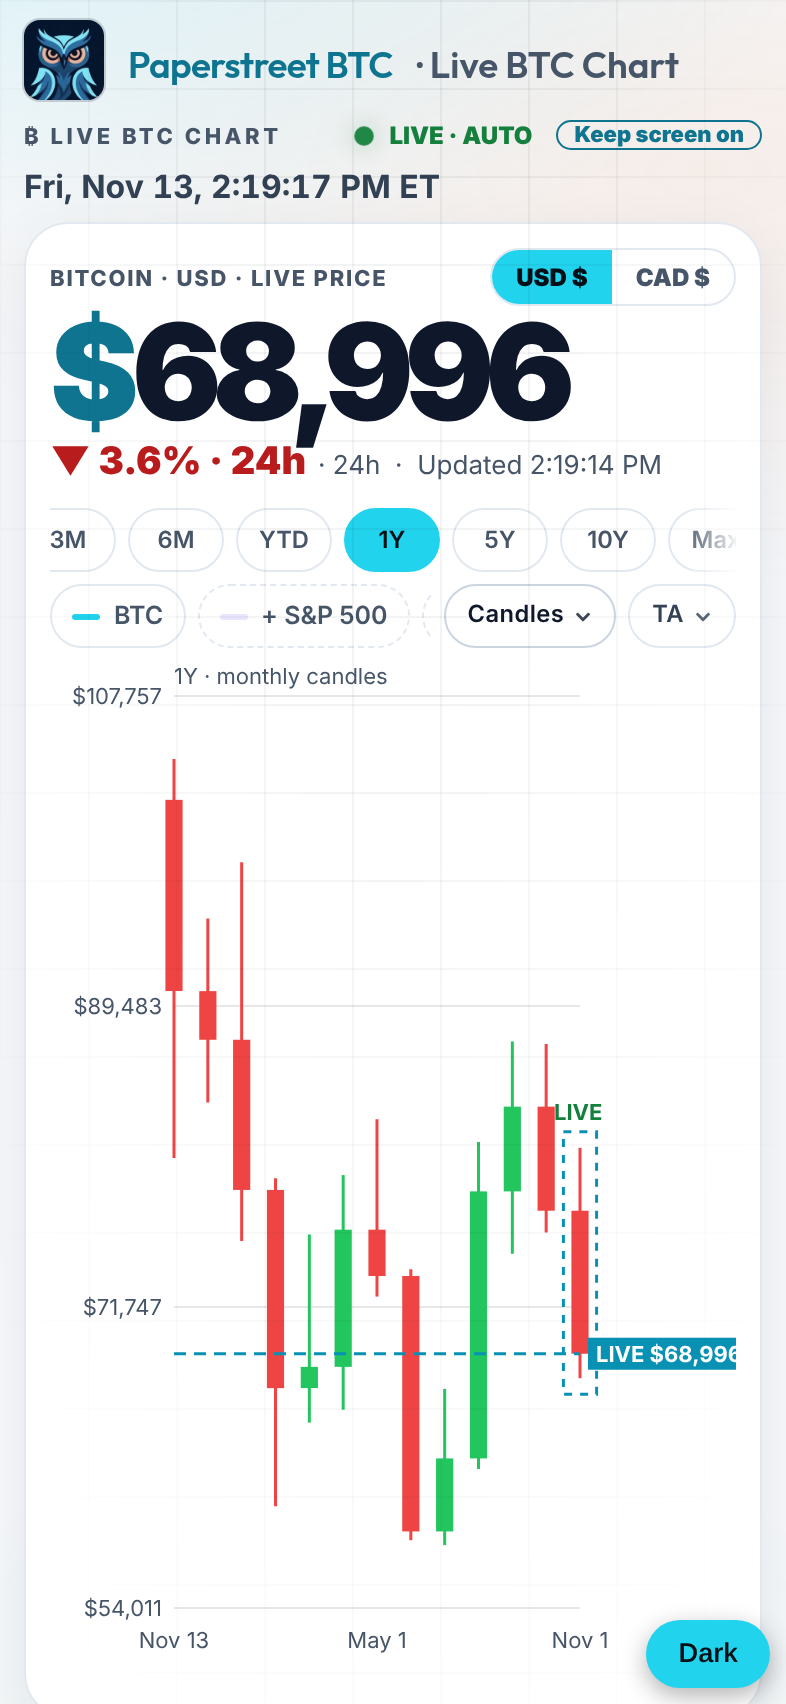 Paperstreet BTC · Live BTC Chart
₿ LIVE BTC CHART LIVE · AUTO Keep screen on
Fri, Nov 13, 2:19:17 PM ET
BITCOIN · USD · LIVE PRICE USD $ CAD $
$68,996
▼ 3.6% · 24h · 24h · Updated 2:19:14 PM
3M 6M YTD 1Y 5Y 10Y Max
BTC + S&P 500 Candles TA
1Y · monthly candles
$107,757
$89,483
LIVE
$71,747
LIVE $68,996
$54,011
Nov 13 May 1 Nov 1
Dark